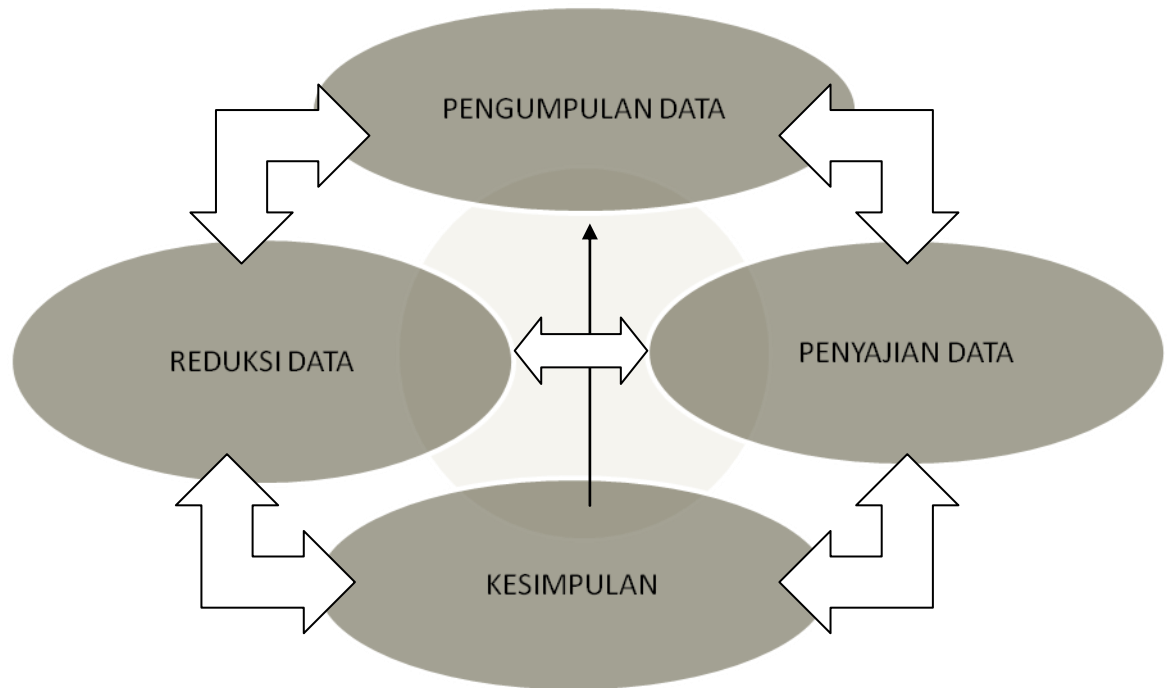 PENGUMPULAN DATA
REDUKSI DATA
PENYAJIAN DATA
KESIMPULAN